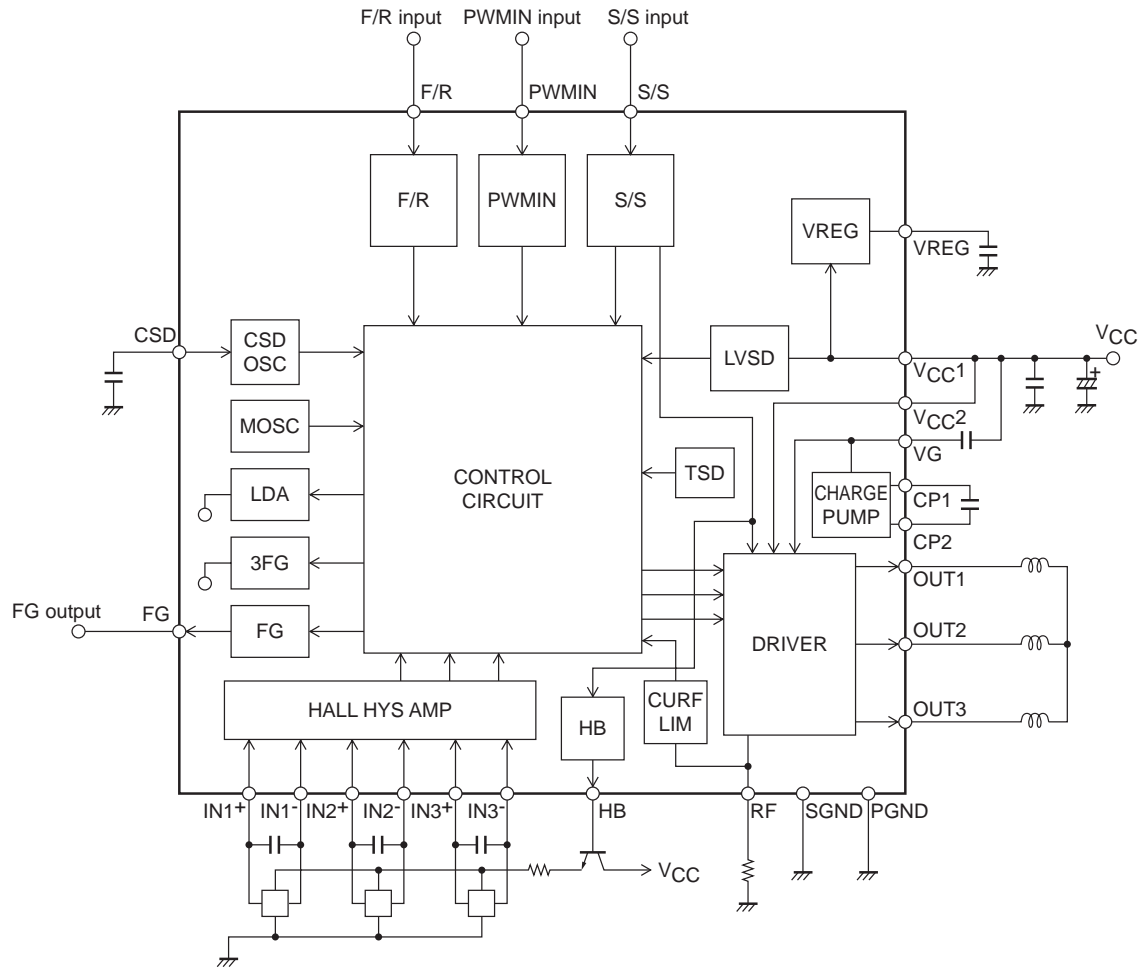 F/R input
PWMIN input
S/S input
F/R
PWMIN
S/S
F/R
PWMIN
S/S
VREG
VREG
CSD
CSD
OSC
LVSD
VCC
VCC1
+
MOSC
VCC2
VG
CONTROL
CIRCUIT
TSD
LDA
CHARGE
PUMP
CP1
CP2
3FG
OUT1
FG output
FG
FG
DRIVER
OUT2
HALL HYS AMP
HB
CURF
LIM
OUT3
IN1+
IN1-
IN2+
IN2-
IN3+
IN3-
HB
RF
SGND
PGND
VCC